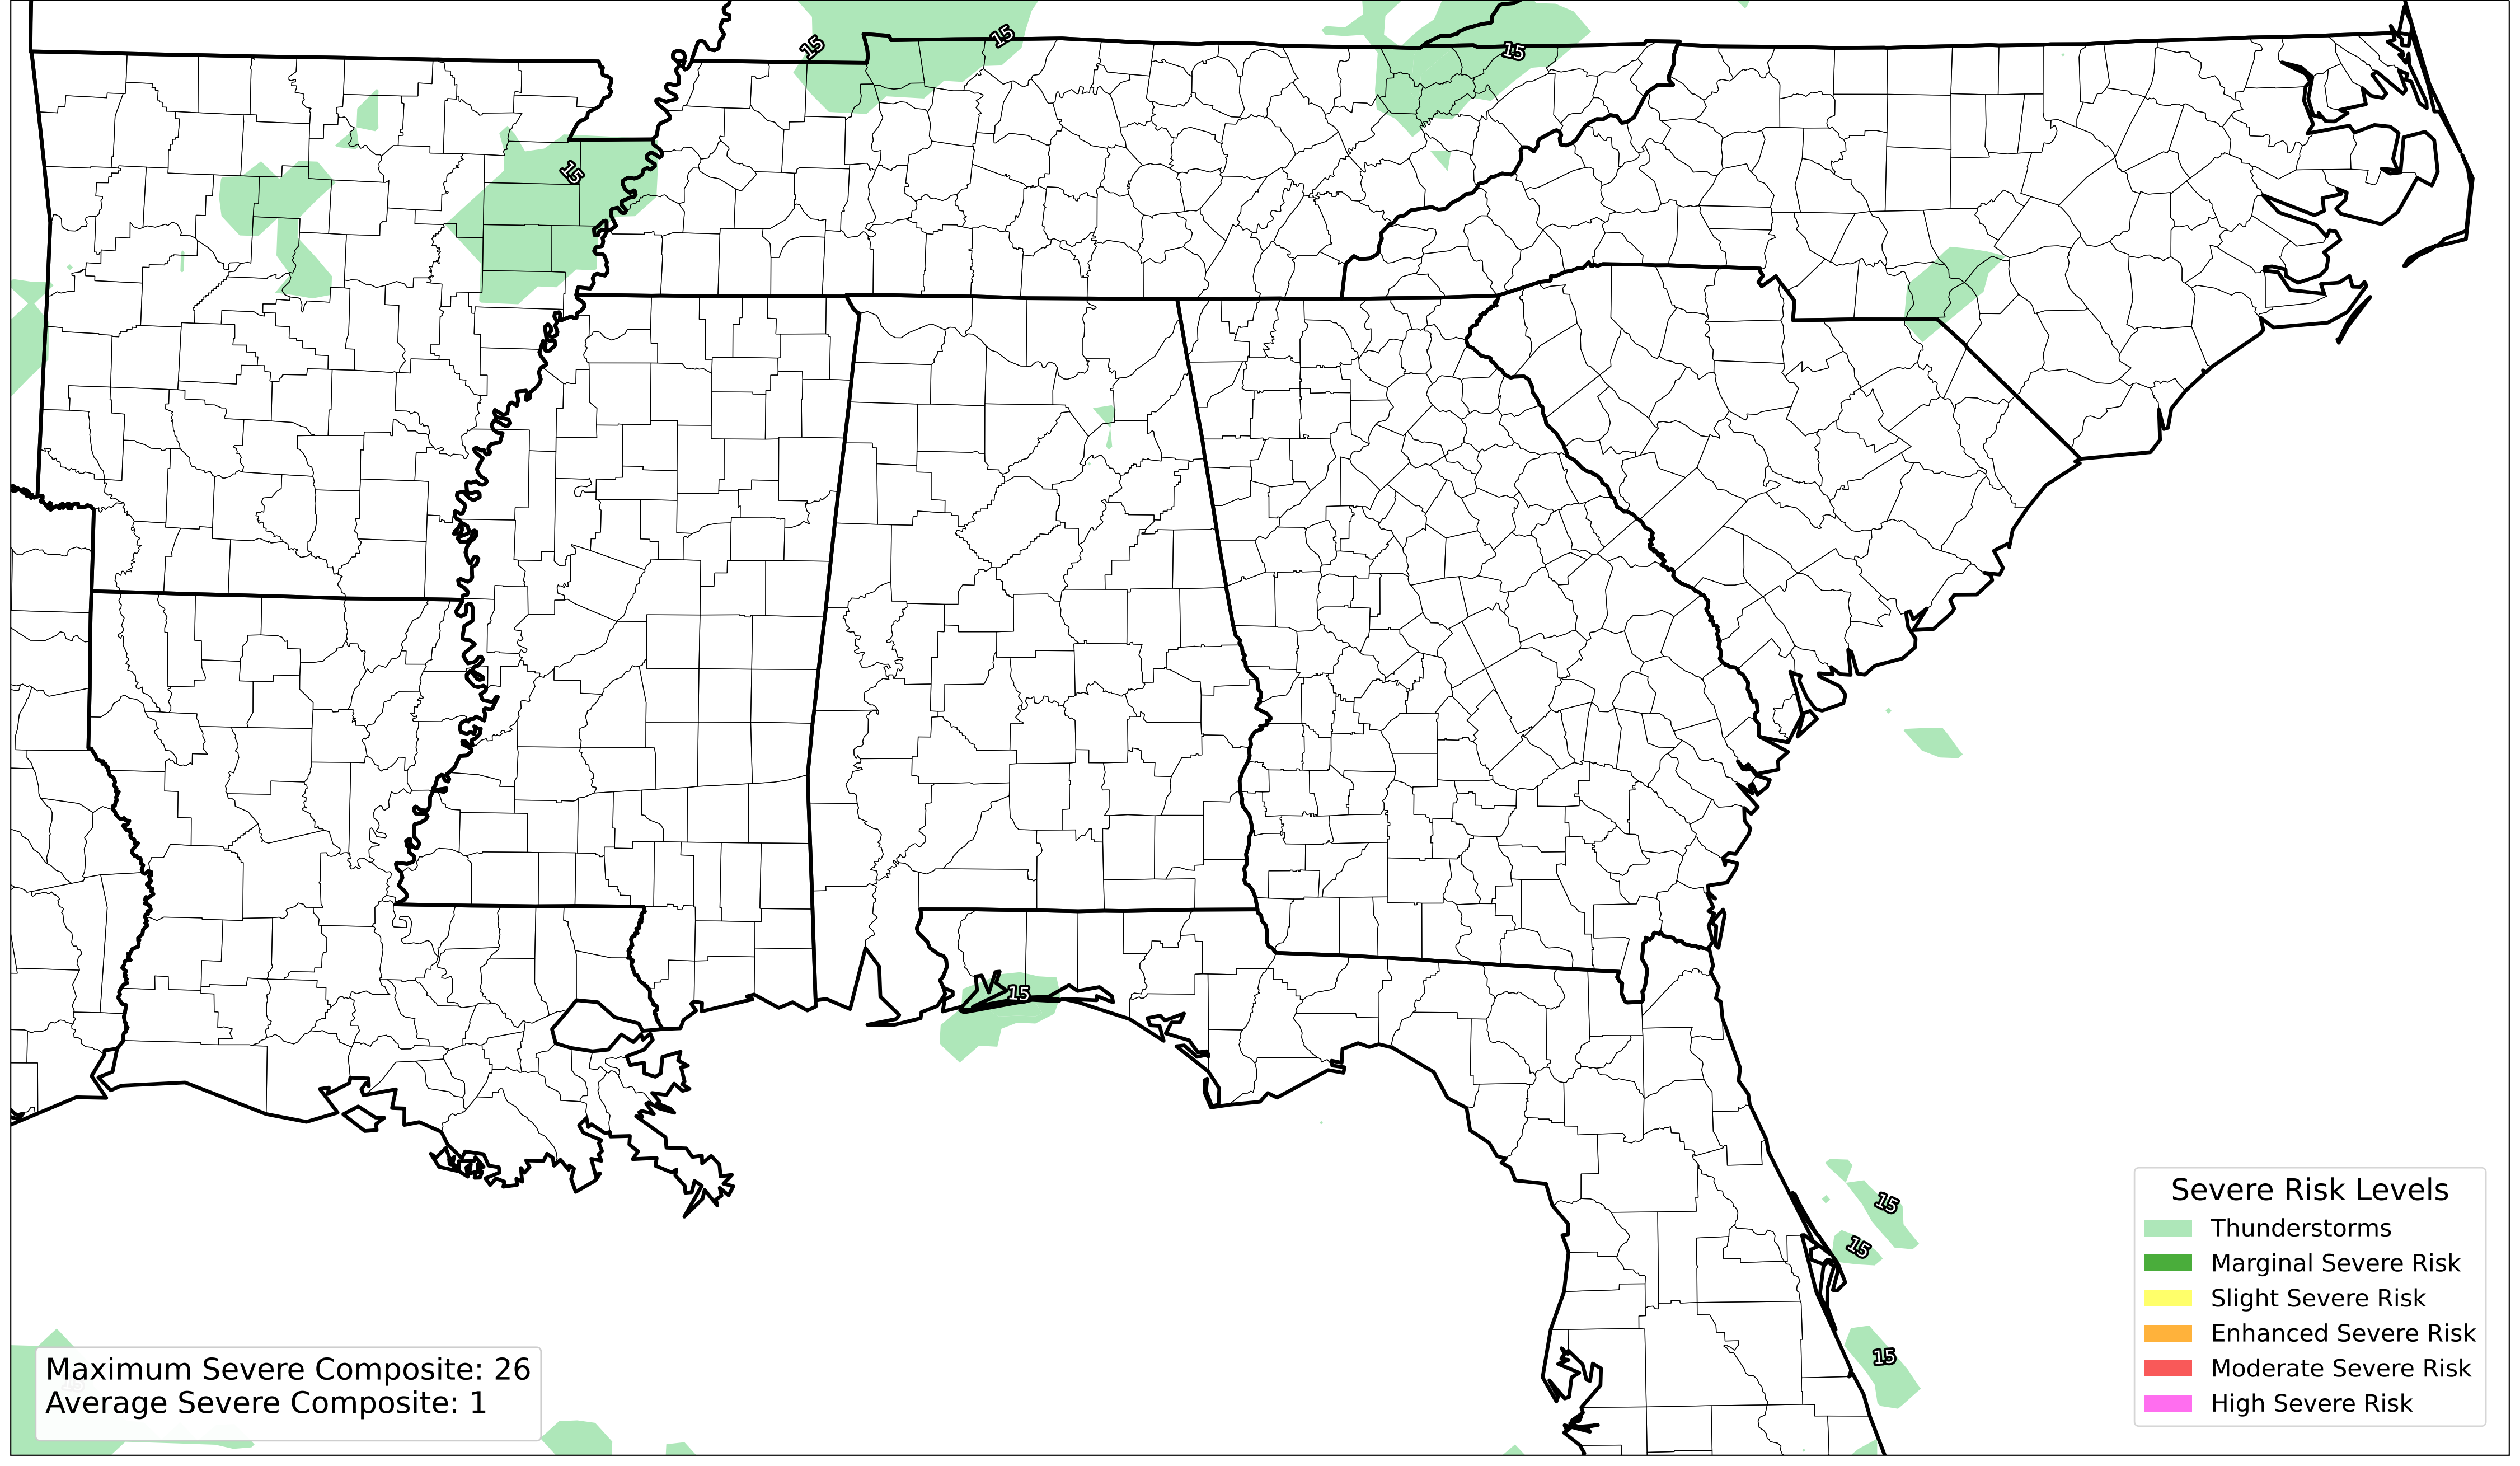 15
15
15
15
15
15
15
15
Severe Risk Levels
Thunderstorms
Marginal Severe Risk
Slight Severe Risk
Enhanced Severe Risk
Moderate Severe Risk
High Severe Risk
Maximum Severe Composite: 26
Average Severe Composite: 1